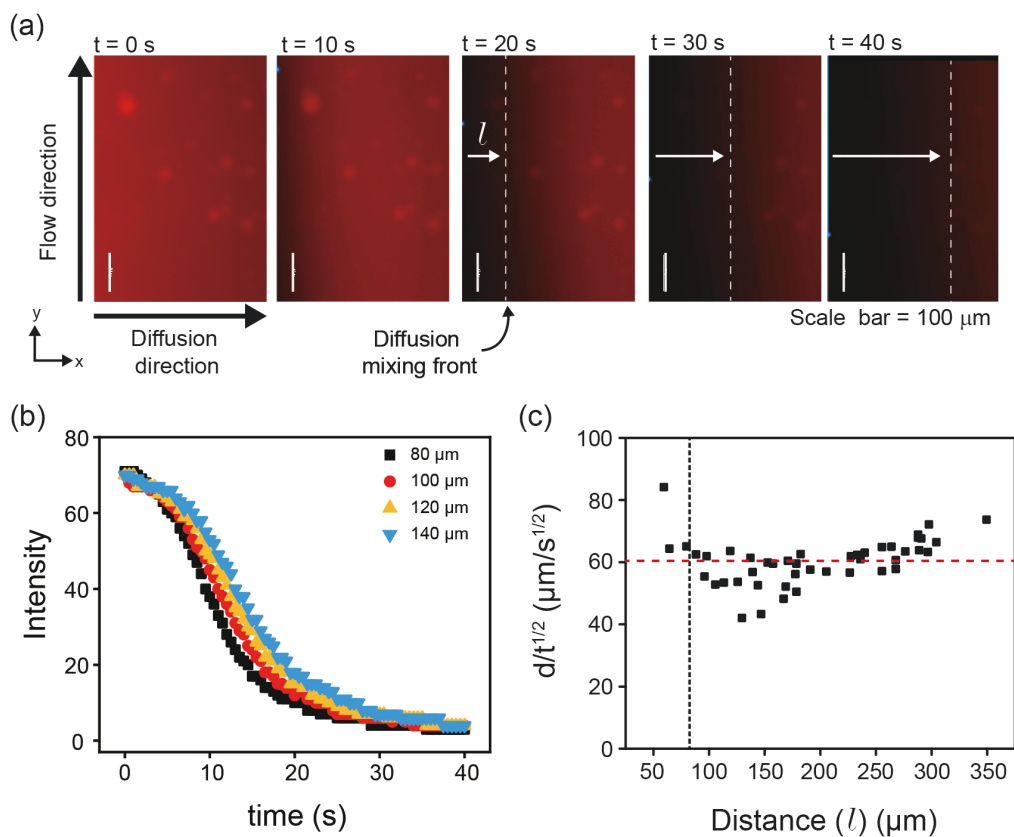 (a)
t = 0 s
t = 10 s
t = 20 s
t = 30 s
t = 40 s
Flow direction
l
y
x
Diffusion
direction
Diffusion
mixing front
Scale bar = 100 μm
(b)
80
60
40
20
0
Intensity
80 μm
100 μm
120 μm
140 μm
0
10
20
30
40
time (s)
(c)
100
80
60
40
20
0
d/t^1/2 (μm/s^1/2)
50
100
150
200
250
300
350
Distance (l) (μm)